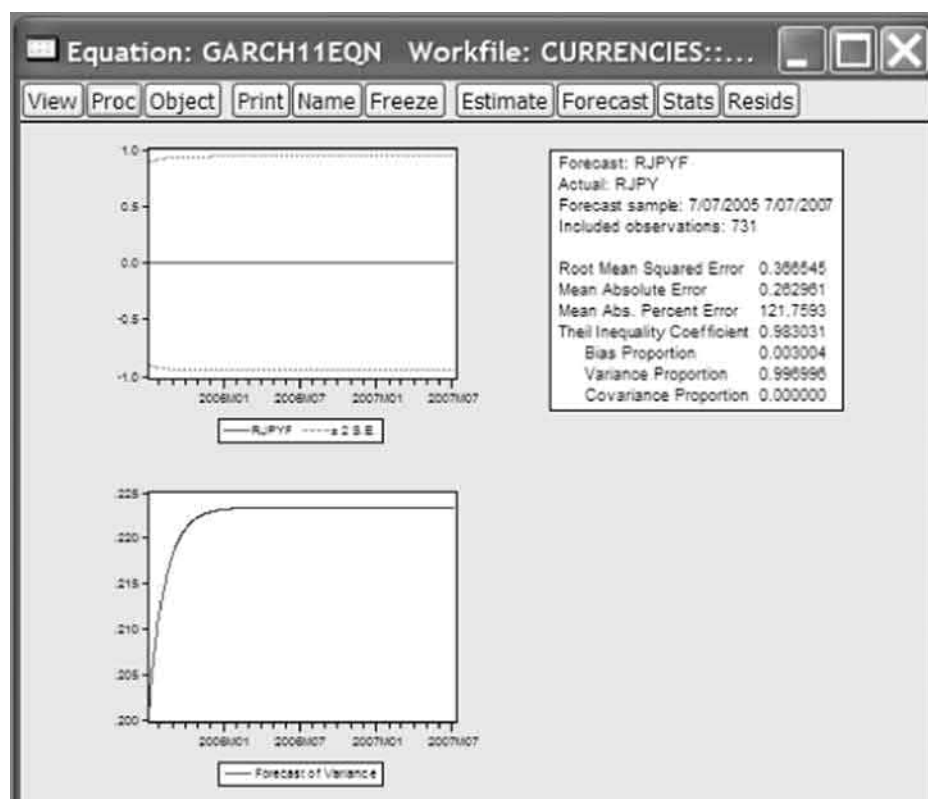 Equation: GARCH11EQN Workfile: CURRENCIES::...
View Proc Object Print Name Freeze Estimate Forecast Stats Resids
1.0
0.5
0.0
-0.5
-1.0
2006M01 2006M07 2007M01 2007M07
RJPYF ± 2 S.E.
Forecast: RJPYF
Actual: RJPY
Forecast sample: 7/07/2005 7/07/2007
Included observations: 731
Root Mean Squared Error 0.366545
Mean Absolute Error 0.262961
Mean Abs. Percent Error 121.7593
Theil Inequality Coefficient 0.983031
Bias Proportion 0.003004
Variance Proportion 0.996996
Covariance Proportion 0.000000
.225
.220
.215
.210
.205
.200
2006M01 2006M07 2007M01 2007M07
Forecast of Variance